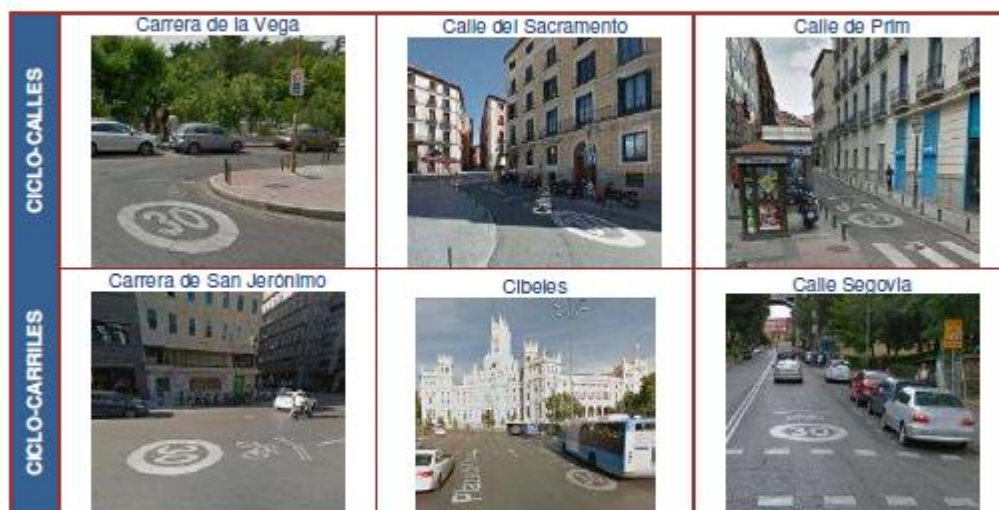 CICLO-CALLES
Carrera de la Vega
Calle del Sacramento
Calle de Prim
30
CICLO-CARRILES
Carrera de San Jerónimo
Cibeles
Calle Segovia
30
30